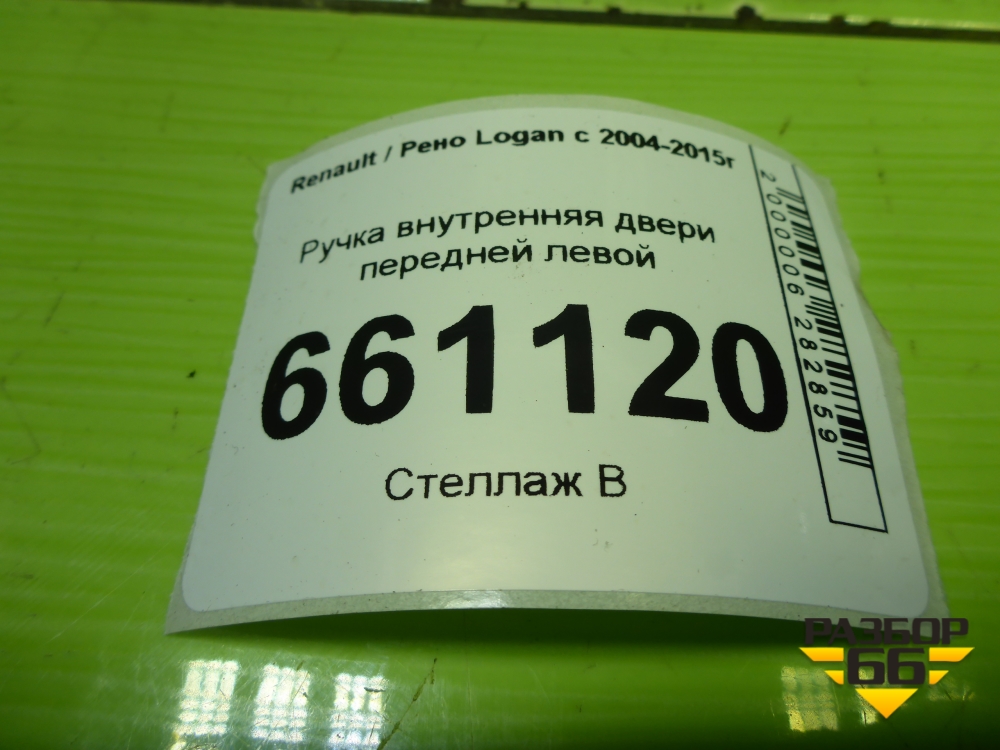 Renault / Рено Logan с 2004-2015г
Ручка внутренняя двери
передней левой
661120
Стеллаж В
2000006282859
РАЗБОР
66